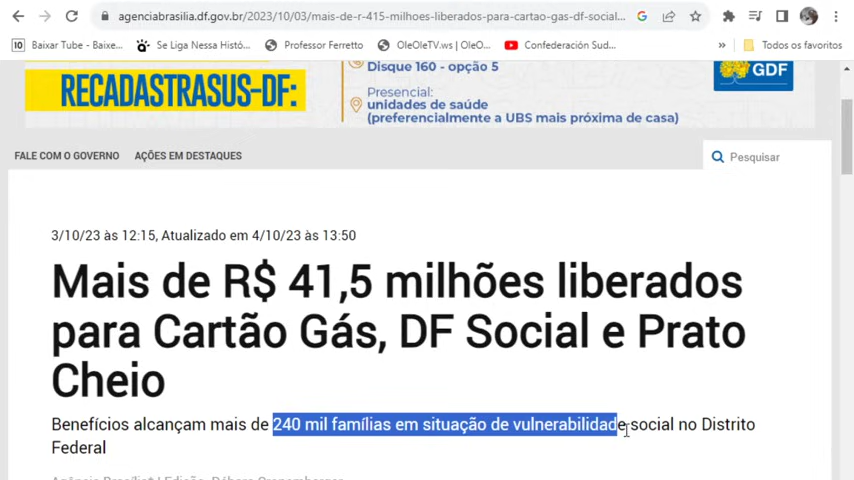 agenciabrasilia.df.gov.br/2023/10/03/mais-de-r-415-milhoes-liberados-para-cartao-gas-df-social...
Baixar Tube - Baixe...
Se Liga Nessa Histó...
Professor Ferretto
OleOleTV.ws | OleO...
Confederación Sud...
»
Todos os favoritos
RECADASTRASUS-DF:
Disque 160 - opção 5
Presencial:
unidades de saúde
(preferencialmente a UBS mais próxima de casa)
GDF
FALE COM O GOVERNO
AÇÕES EM DESTAQUES
Pesquisar
3/10/23 às 12:15, Atualizado em 4/10/23 às 13:50
Mais de R$ 41,5 milhões liberados
para Cartão Gás, DF Social e Prato
Cheio
Benefícios alcançam mais de 240 mil famílias em situação de vulnerabilidade social no Distrito
Federal